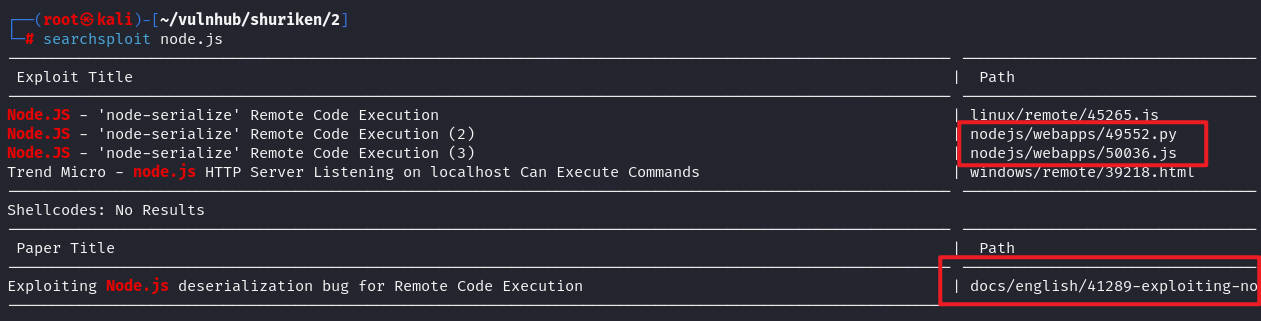 ┌──(root㉿kali)-[~/vulnhub/shuriken/2]
└─# searchsploit node.js
Exploit Title | Path
Node.JS - 'node-serialize' Remote Code Execution | linux/remote/45265.js
Node.JS - 'node-serialize' Remote Code Execution (2) | nodejs/webapps/49552.py
Node.JS - 'node-serialize' Remote Code Execution (3) | nodejs/webapps/50036.js
Trend Micro - node.js HTTP Server Listening on localhost Can Execute Commands | windows/remote/39218.html
Shellcodes: No Results
Paper Title | Path
Exploiting Node.js deserialization bug for Remote Code Execution | docs/english/41289-exploiting-no